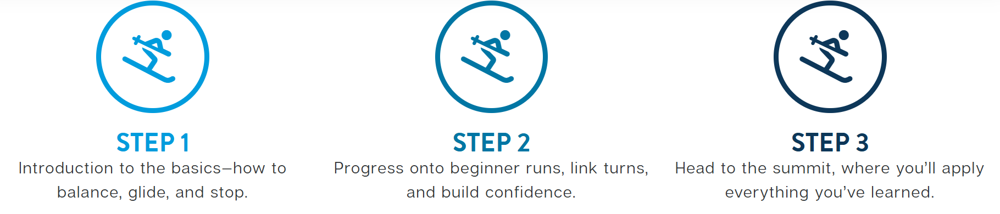 STEP 1
Introduction to the basics—how to
balance, glide, and stop.
STEP 2
Progress onto beginner runs, link turns,
and build confidence.
STEP 3
Head to the summit, where you’ll apply
everything you’ve learned.